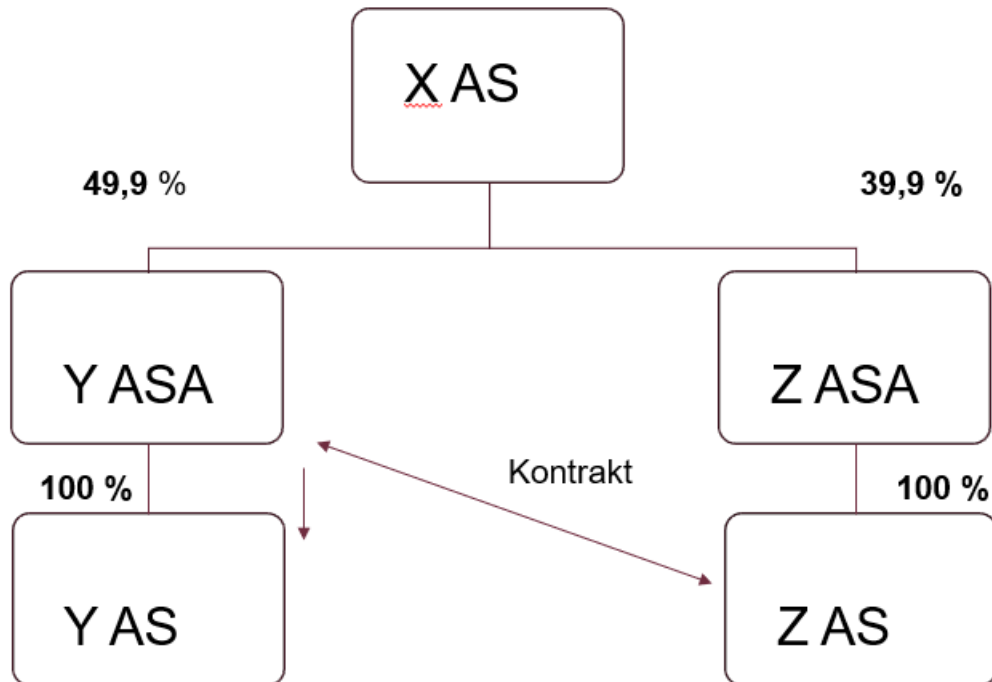 X AS
49,9 %
39,9 %
Y ASA
Z ASA
Kontrakt
100 %
100 %
Y AS
Z AS